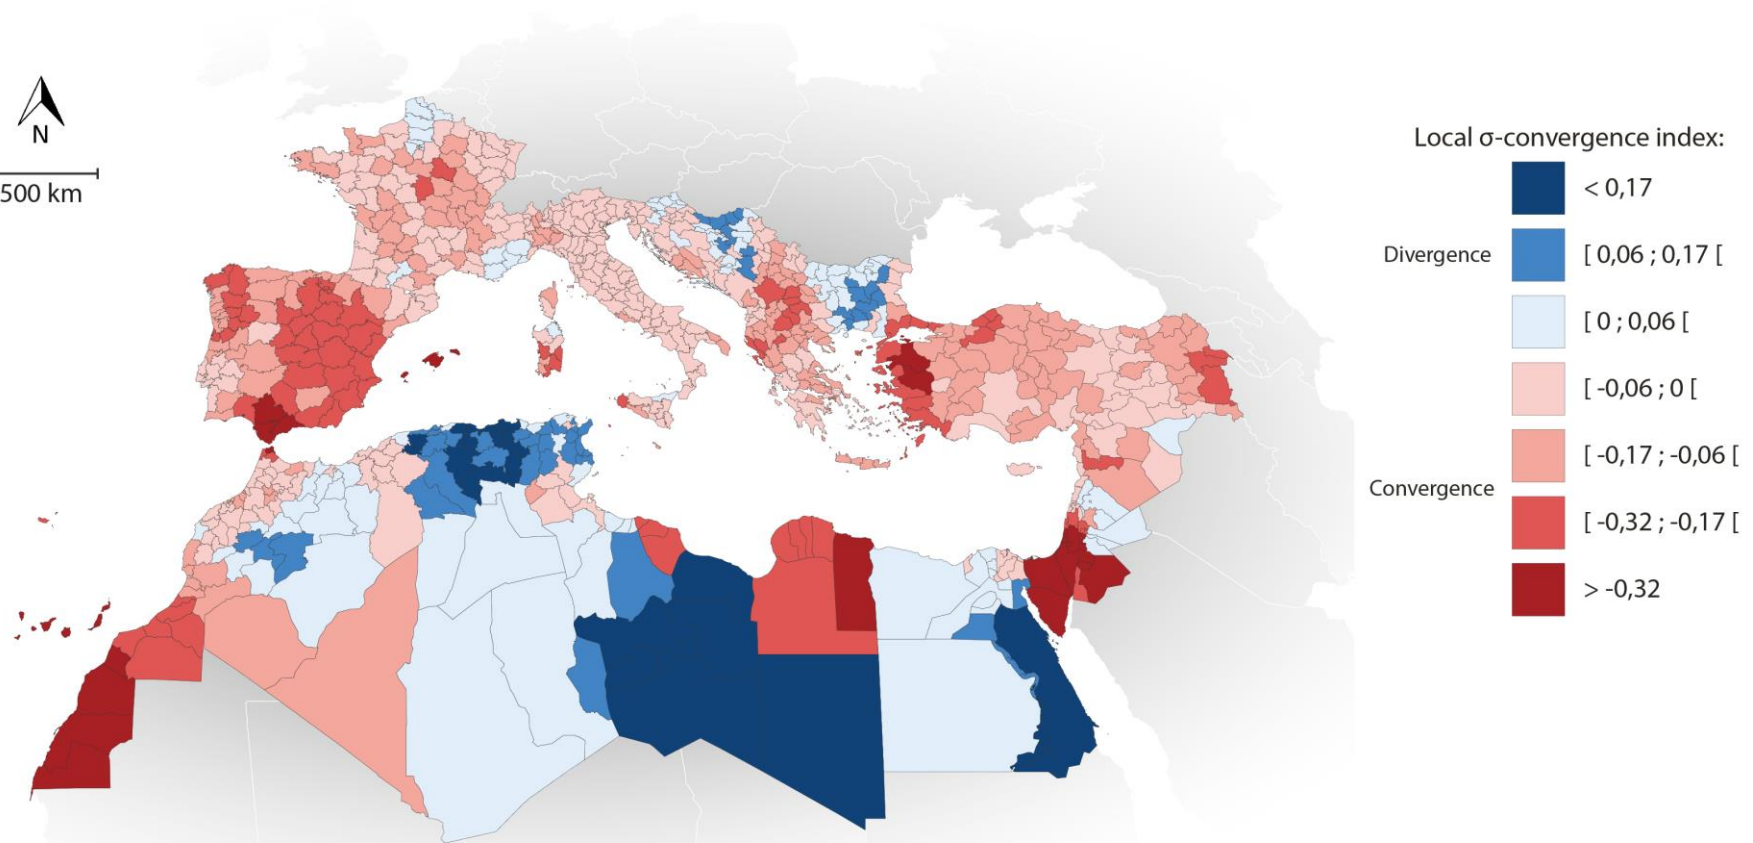 N
500 km
Local σ-convergence index:
< 0,17
Divergence
[ 0,06 ; 0,17 [
[ 0 ; 0,06 [
[ -0,06 ; 0 [
[ -0,17 ; -0,06 [
Convergence
[ -0,32 ; -0,17 [
> -0,32